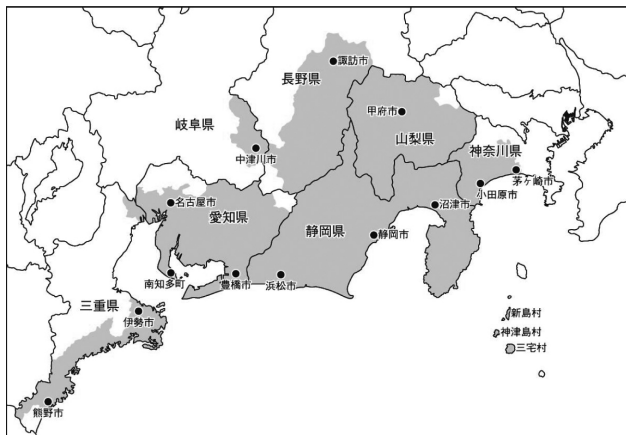 諏訪市
長野県
甲府市
岐阜県
山梨県
神奈川県
中津川市
茅ヶ崎市
小田原市
名古屋市
沼津市
愛知県
静岡県
静岡市
南知多町
豊橋市
浜松市
三重県
伊勢市
新島村
神津島村
三宅村
熊野市